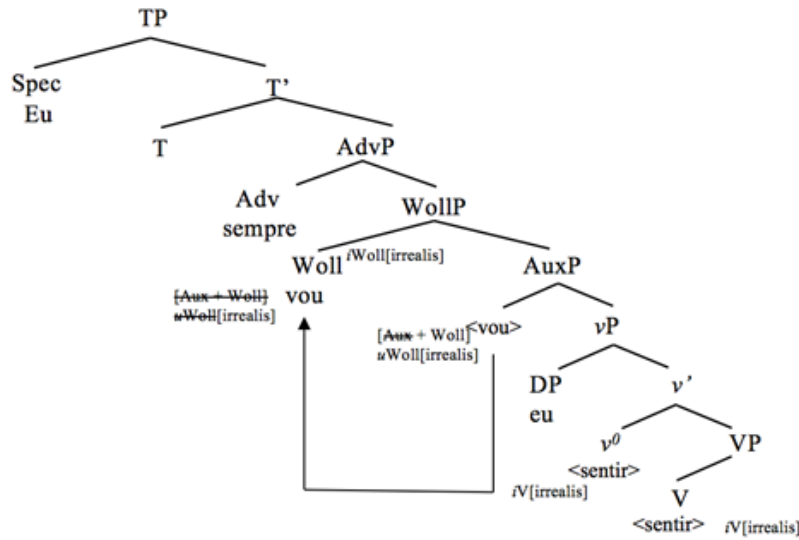 TP
Spec
Eu
T'
T
AdvP
Adv
sempre
WollP
Woll iWoll[irrealis]
AuxP
[Aux + Woll] vou
uWoll[irrealis]
[Aux + Woll] <vou>
uWoll[irrealis]
vP
DP
eu
v'
v⁰
<sentir>
VP
iV[irrealis]
V
<sentir> iV[irrealis]